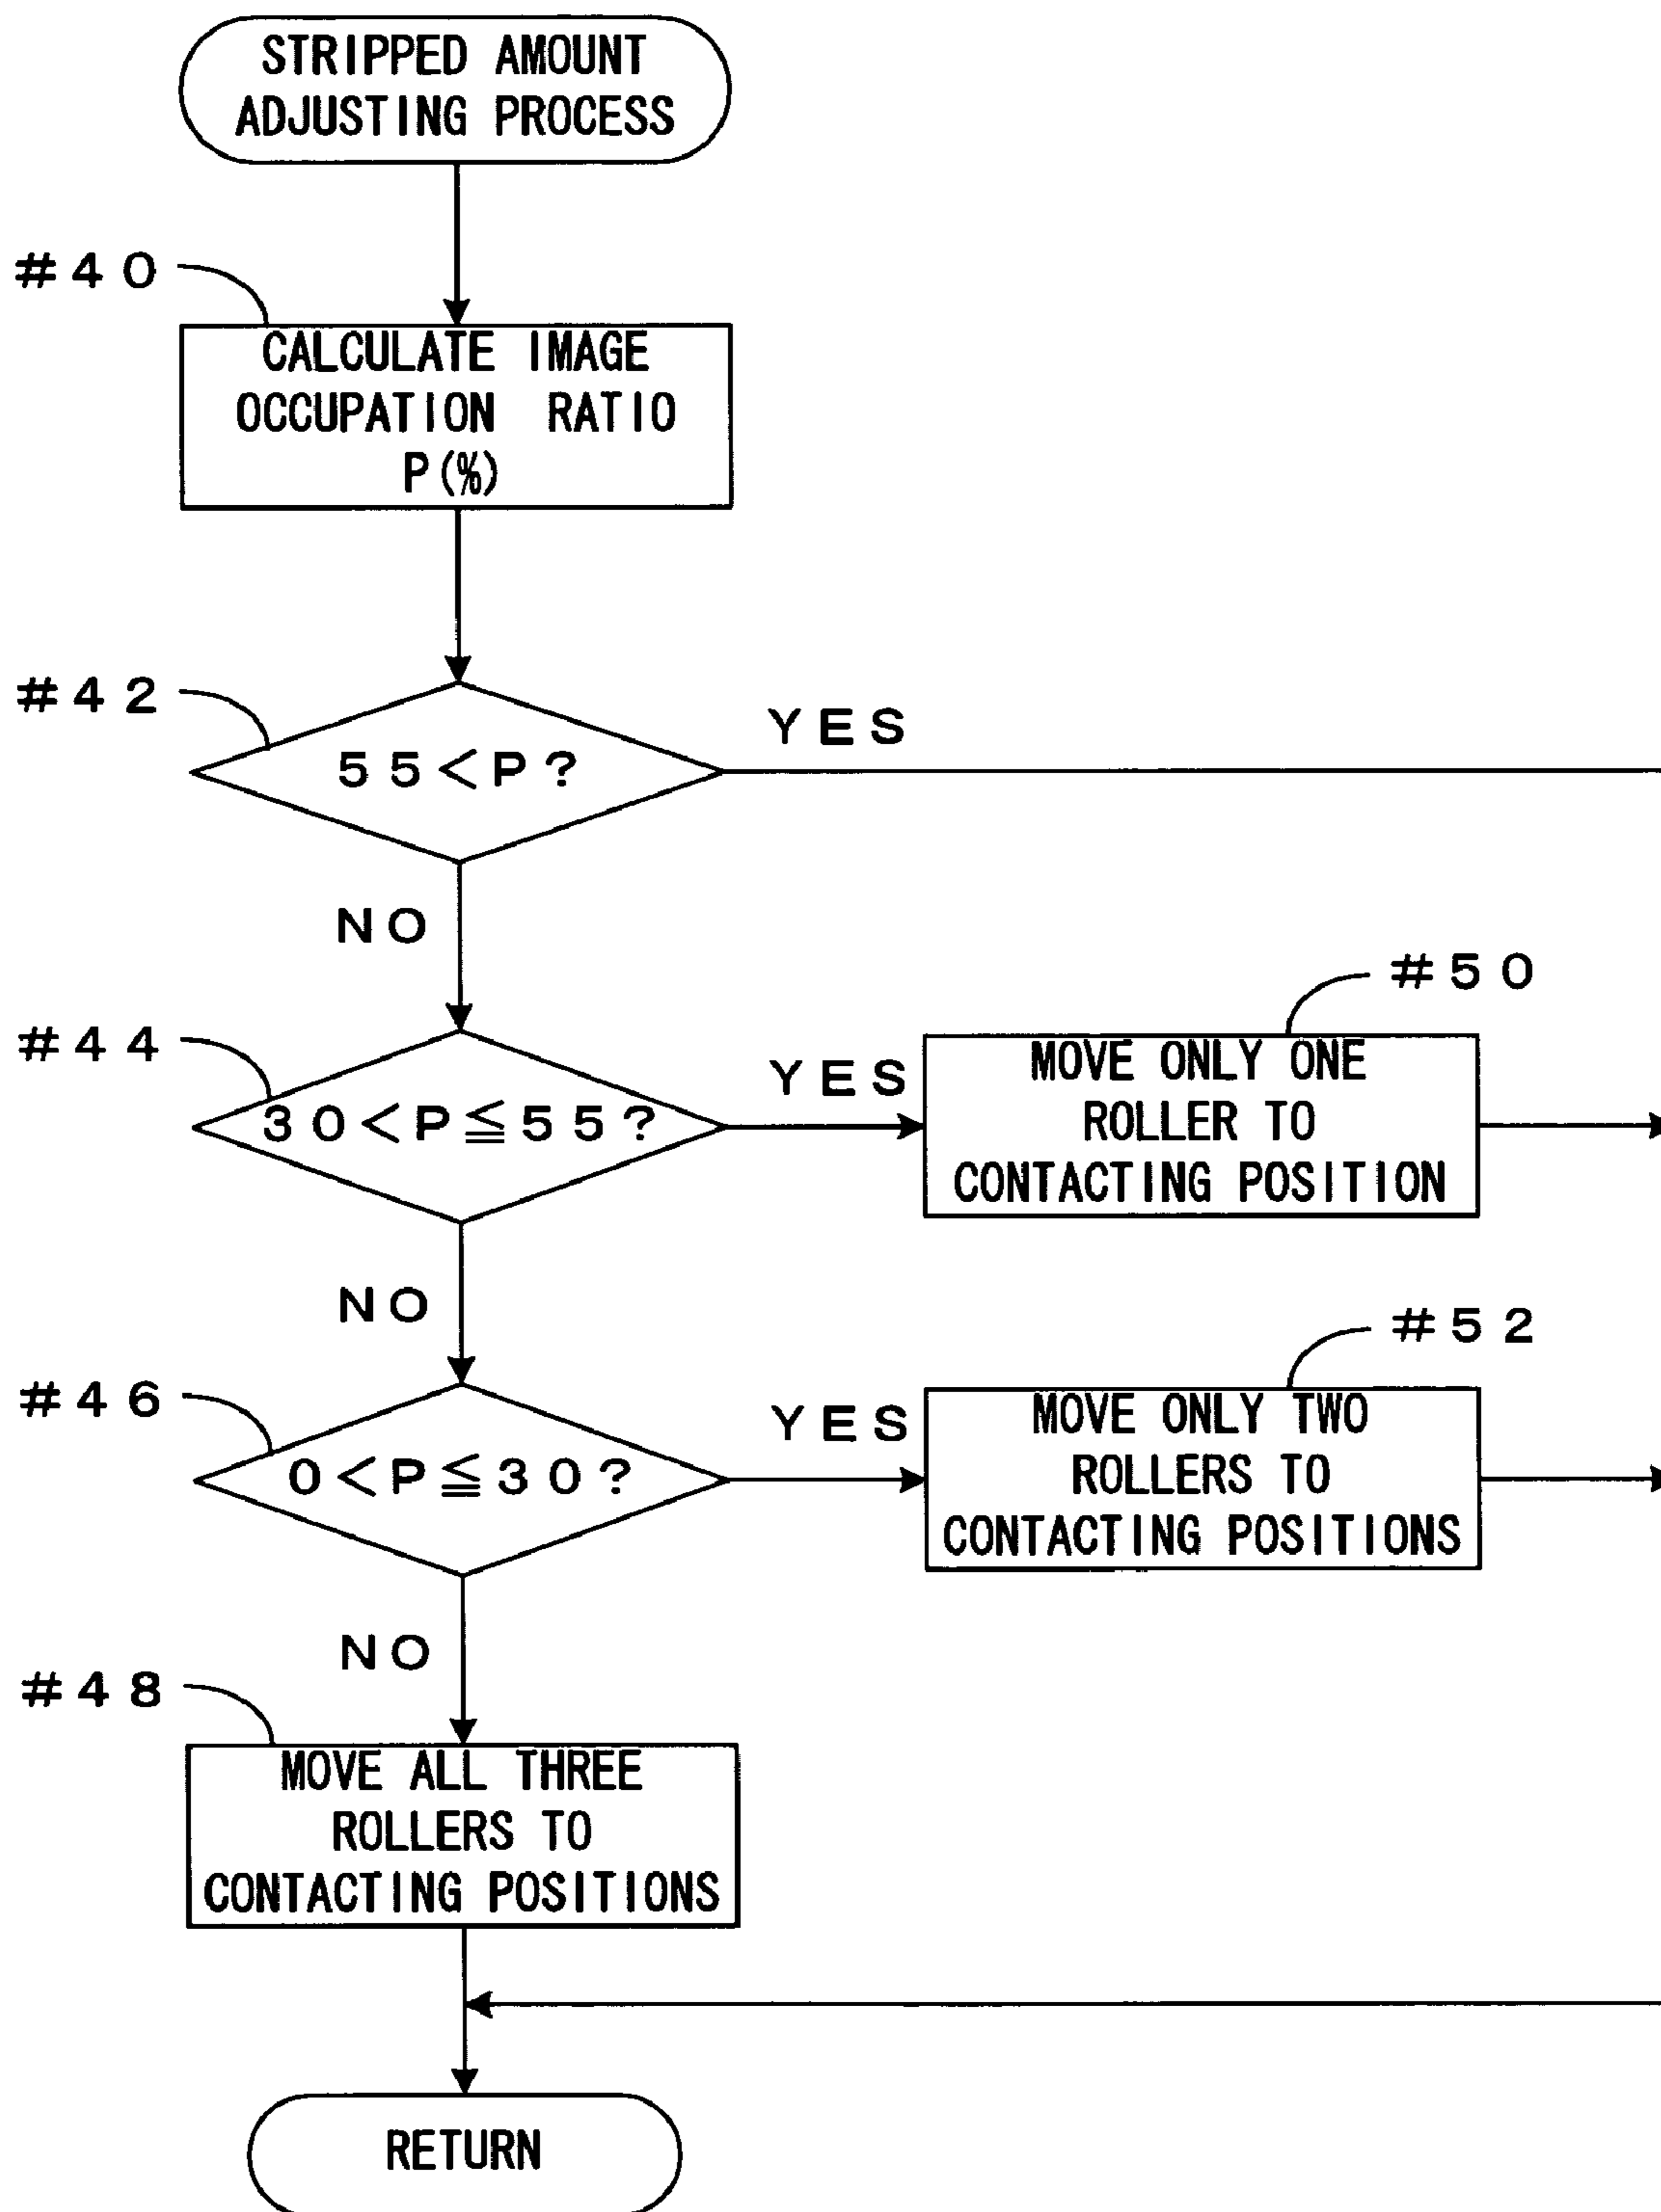 STRIPPED AMOUNT
ADJUSTING PROCESS
#40
CALCULATE IMAGE
OCCUPATION RATIO
P(%)
#42
55<P?
YES
NO
#44
30<P≦55?
YES
#50
MOVE ONLY ONE
ROLLER TO
CONTACTING POSITION
NO
#46
0<P≦30?
YES
#52
MOVE ONLY TWO
ROLLERS TO
CONTACTING POSITIONS
NO
#48
MOVE ALL THREE
ROLLERS TO
CONTACTING POSITIONS
RETURN